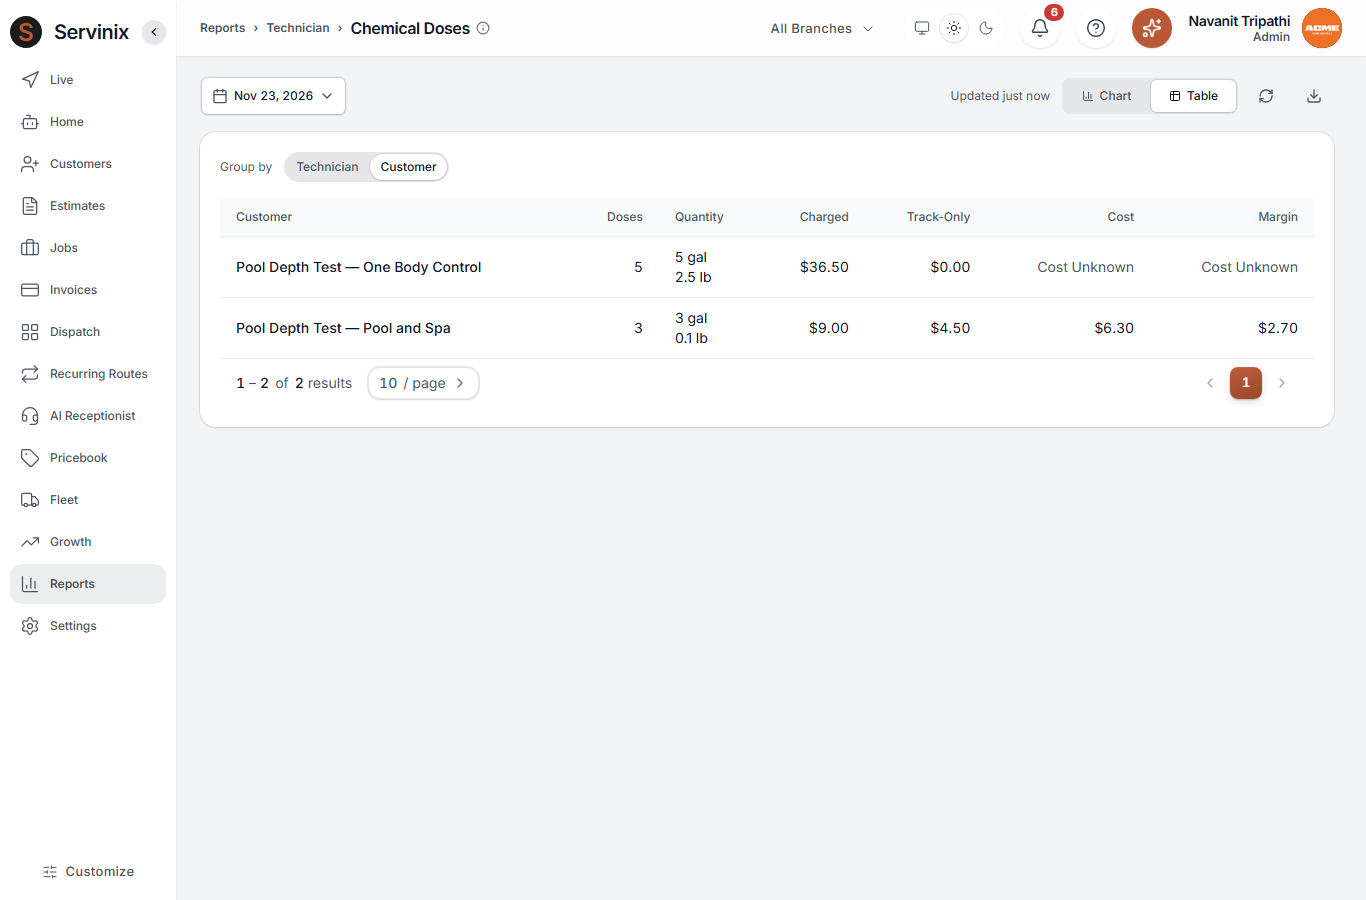 S Servinix
Reports › Technician › Chemical Doses
All Branches
6
Navanit Tripathi
Admin
ACME
Live
Home
Customers
Estimates
Jobs
Invoices
Dispatch
Recurring Routes
AI Receptionist
Pricebook
Fleet
Growth
Reports
Settings
Customize
Nov 23, 2026
Updated just now
Chart
Table
Group by Technician Customer
Customer Doses Quantity Charged Track-Only Cost Margin
Pool Depth Test — One Body Control 5 5 gal 2.5 lb $36.50 $0.00 Cost Unknown Cost Unknown
Pool Depth Test — Pool and Spa 3 3 gal 0.1 lb $9.00 $4.50 $6.30 $2.70
1 – 2 of 2 results 10 / page 1